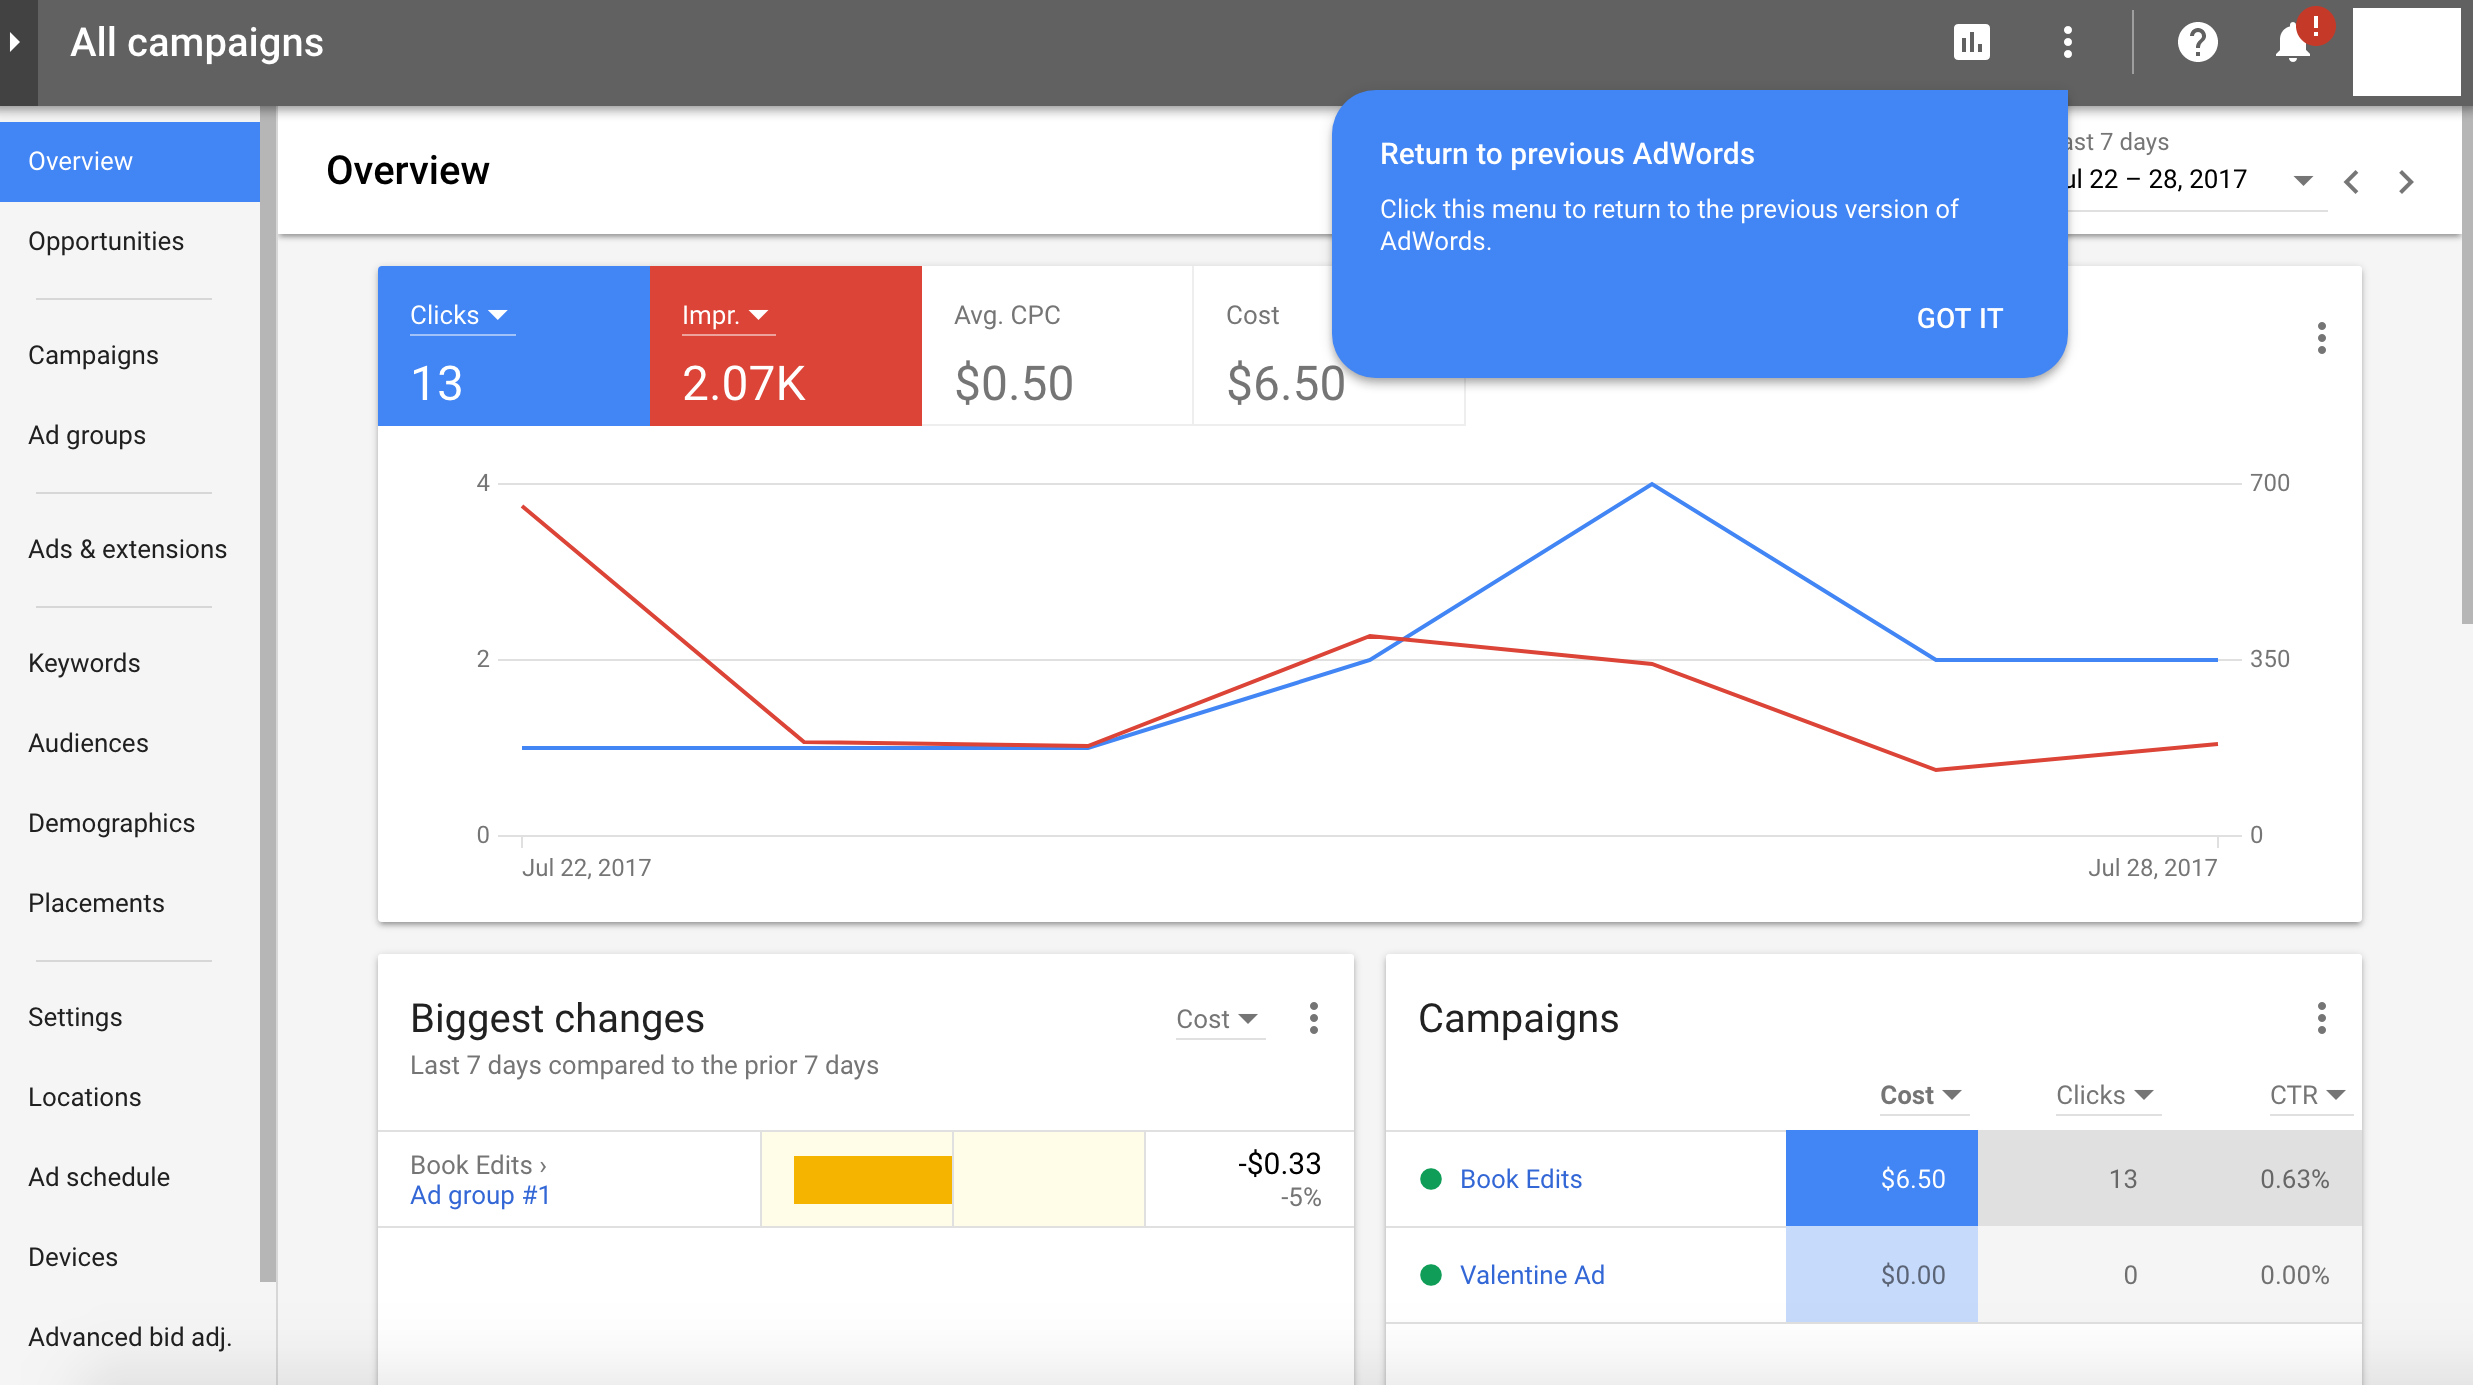 All campaigns
!
Overview
Opportunities
Campaigns
Ad groups
Ads & extensions
Keywords
Audiences
Demographics
Placements
Settings
Locations
Ad schedule
Devices
Advanced bid adj.
Overview
Return to previous AdWords
Click this menu to return to the previous version of
AdWords.
GOT IT
ast 7 days
ul 22 – 28, 2017
Clicks
13
Impr.
2.07K
Avg. CPC
$0.50
Cost
$6.50
4
2
0
700
350
0
Jul 22, 2017
Jul 28, 2017
Biggest changes
Cost
Last 7 days compared to the prior 7 days
Book Edits ›
Ad group #1
-$0.33
-5%
Campaigns
Cost Clicks CTR
Book Edits $6.50 13 0.63%
Valentine Ad $0.00 0 0.00%